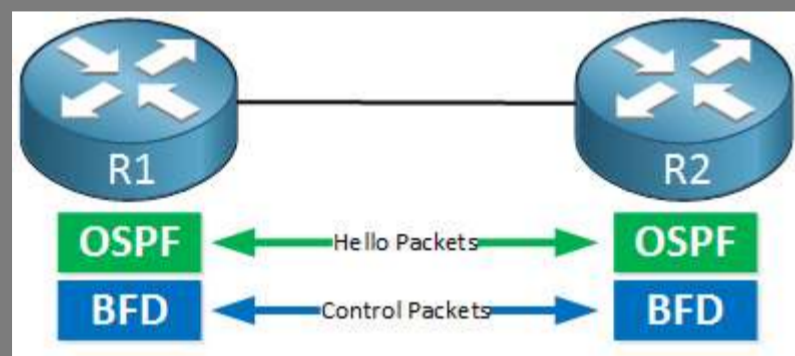 R1 R2
OSPF Hello Packets OSPF
BFD Control Packets BFD